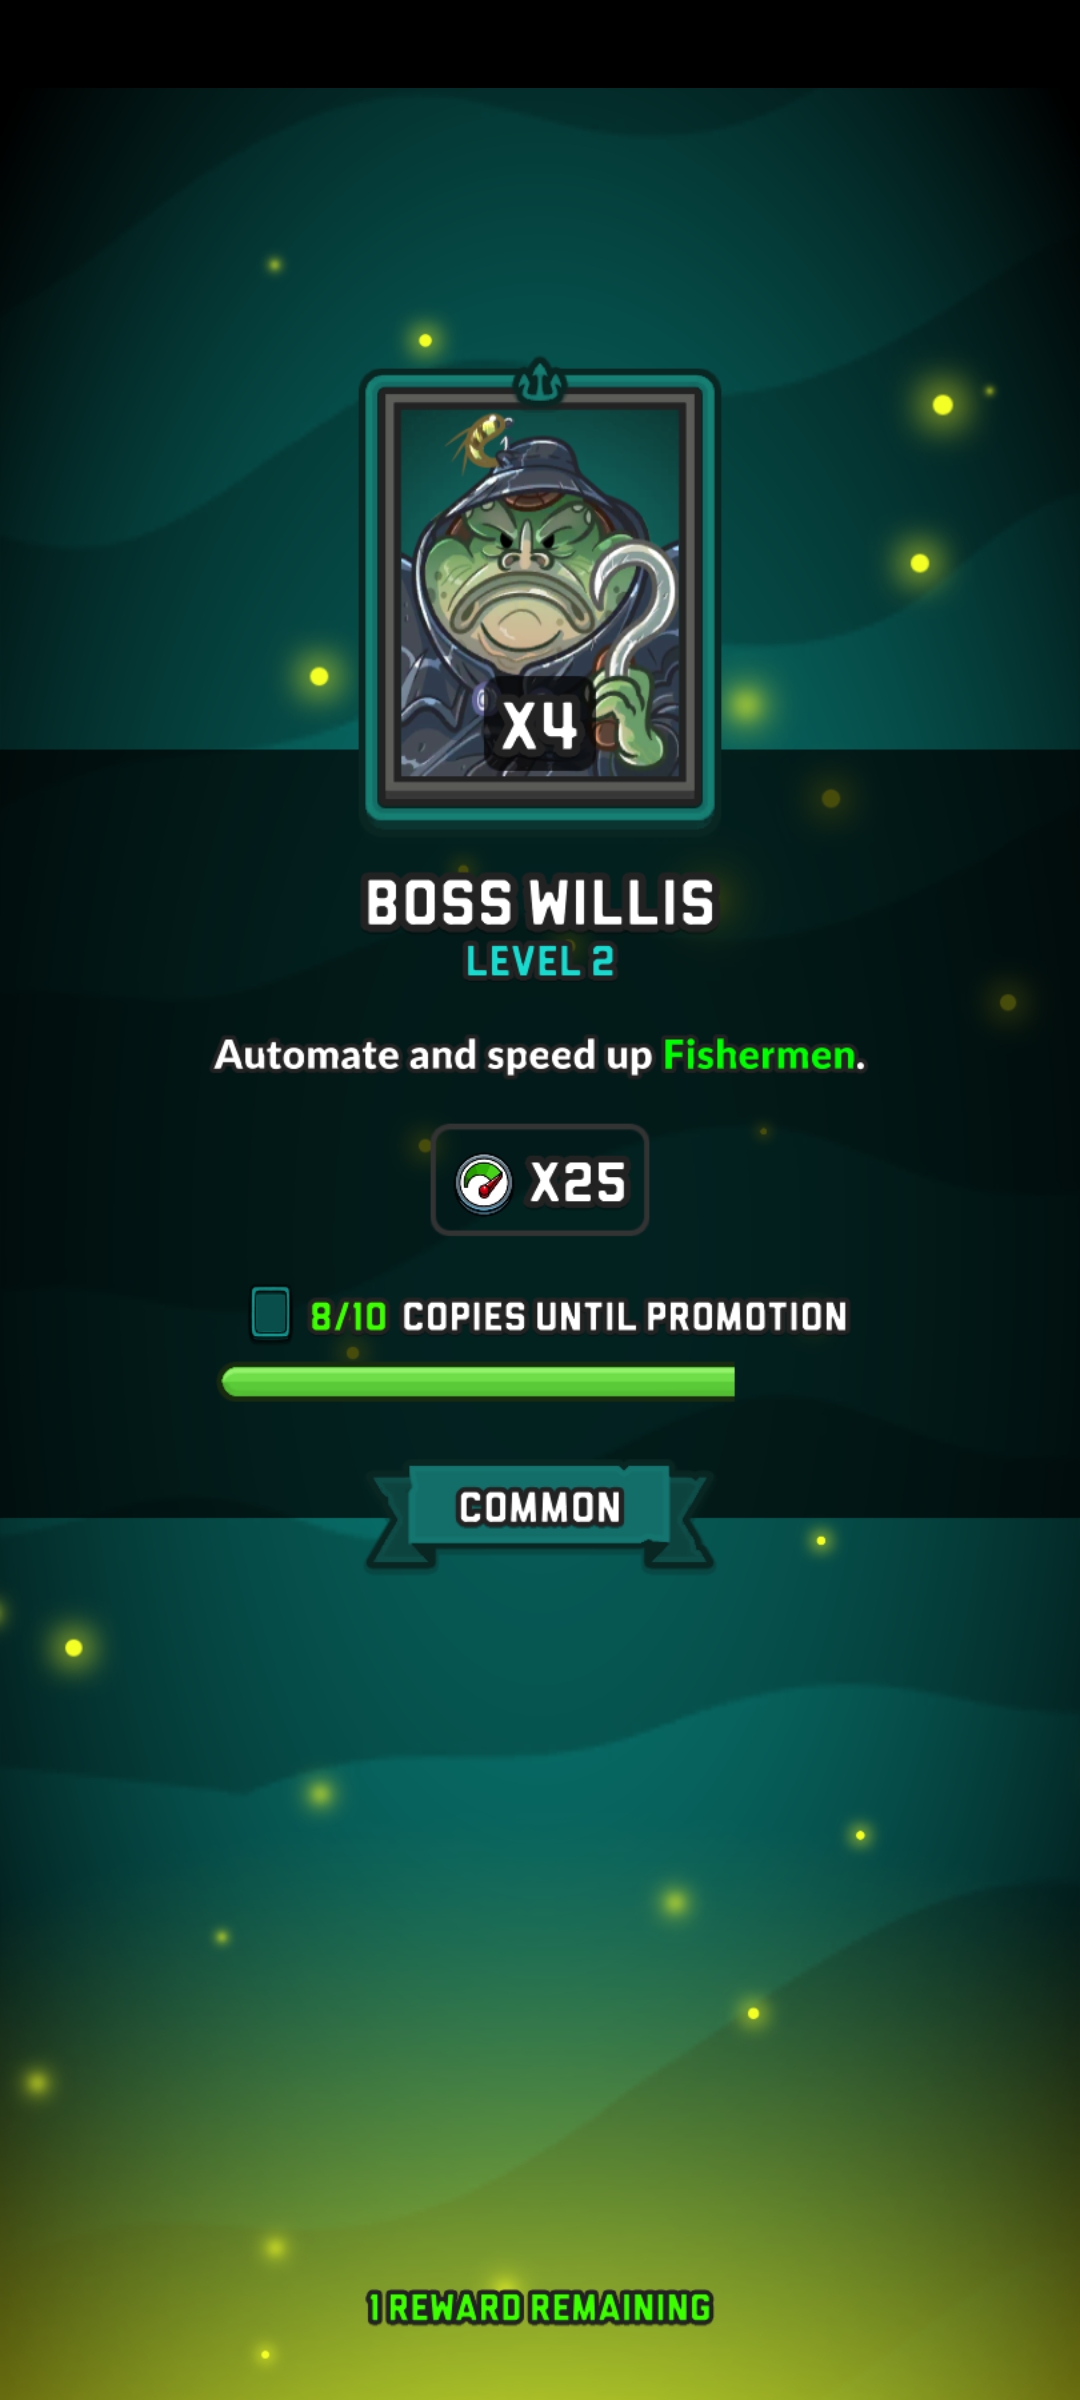 X4
BOSS WILLIS
LEVEL 2
Automate and speed up Fishermen.
X25
8/10 COPIES UNTIL PROMOTION
COMMON
1 REWARD REMAINING